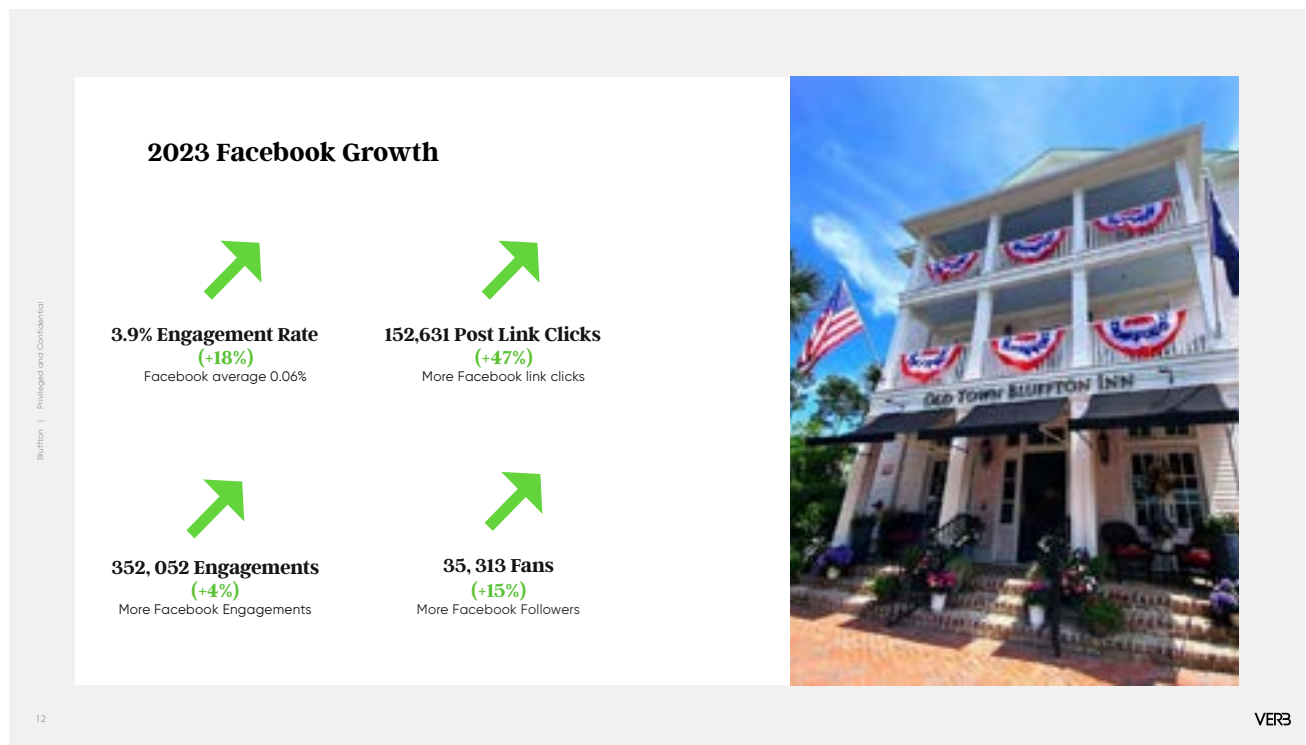 2023 Facebook Growth
3.9% Engagement Rate
(+18%)
Facebook average 0.06%
152,631 Post Link Clicks
(+47%)
More Facebook link clicks
352, 052 Engagements
(+4%)
More Facebook Engagements
35, 313 Fans
(+15%)
More Facebook Followers
OLD TOWN BLUFFTON INN
Bluffton | Privileged and Confidential
12
VERB